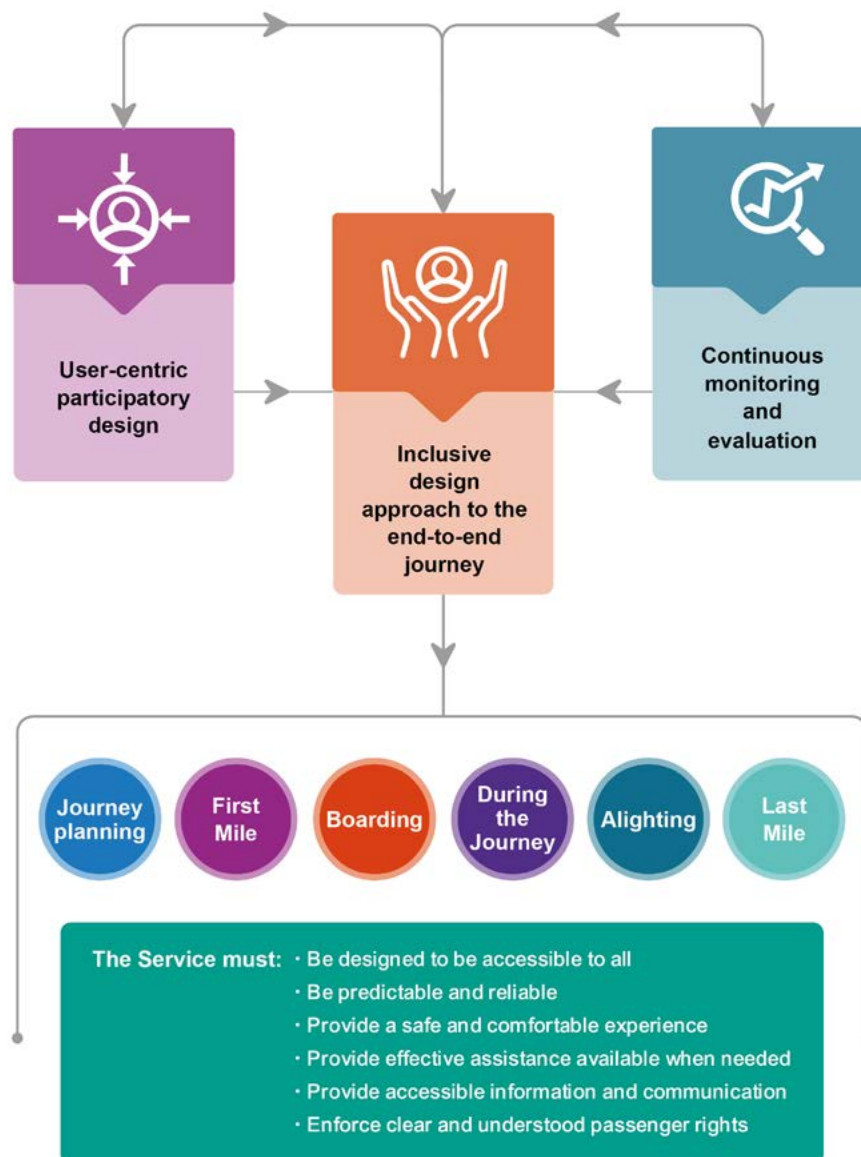 User-centric
participatory
design
Inclusive
design
approach to the
end-to-end
journey
Continuous
monitoring
and
evaluation
Journey
planning
First
Mile
Boarding
During
the
Journey
Alighting
Last
Mile
The Service must: · Be designed to be accessible to all
· Be predictable and reliable
· Provide a safe and comfortable experience
· Provide effective assistance available when needed
· Provide accessible information and communication
· Enforce clear and understood passenger rights